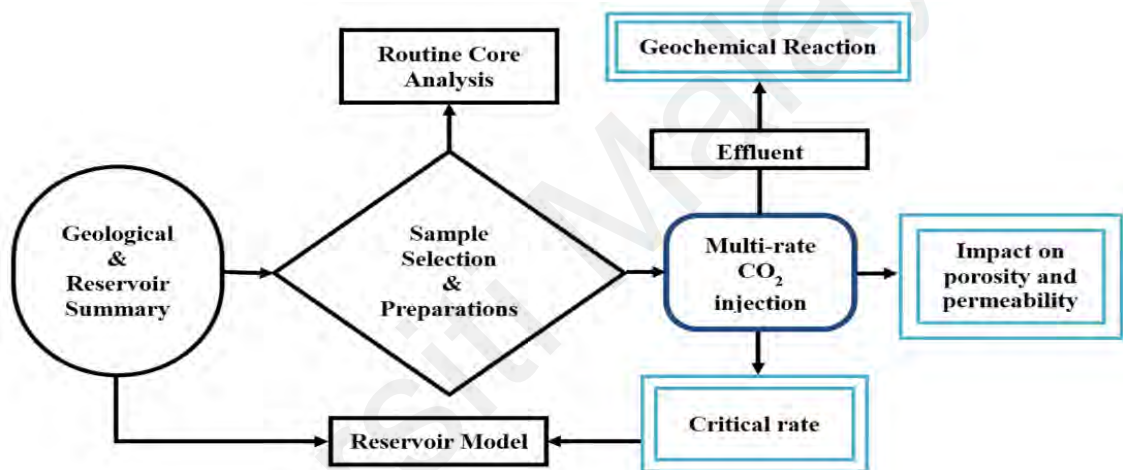 Routine Core
Analysis
Geochemical Reaction
Effluent
Geological
&
Reservoir
Summary
Sample
Selection
&
Preparations
Multi-rate
CO₂
injection
Impact on
porosity and
permeability
Reservoir Model
Critical rate